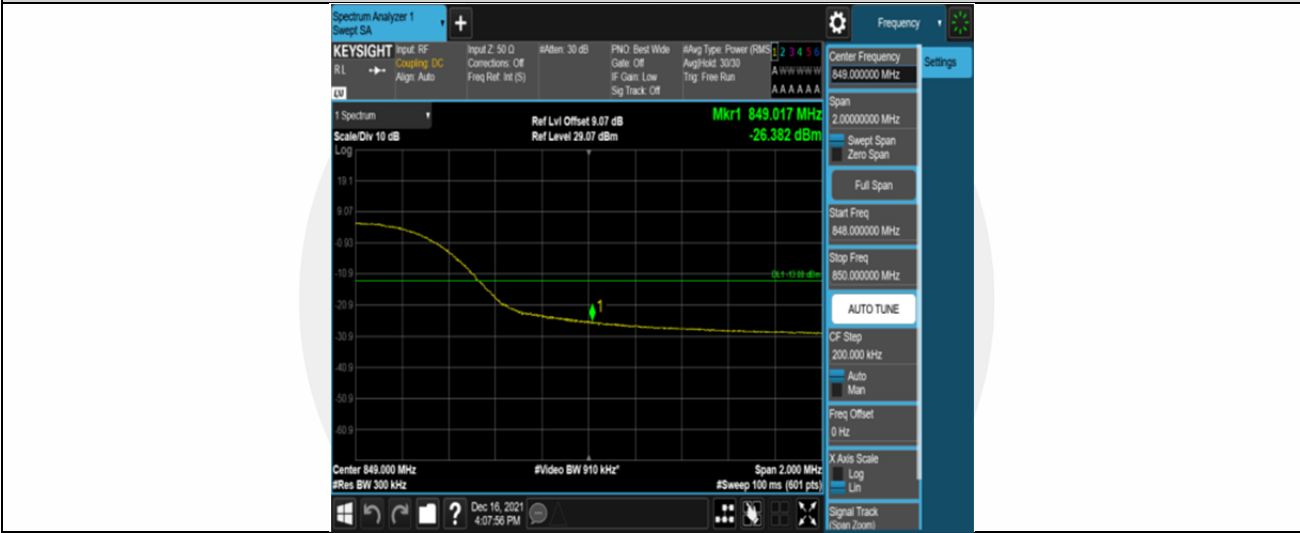 Spectrum Analyzer 1
Swept SA
+
Frequency
KEYSIGHT
R L
Input: RF
Coupling: DC
Align: Auto
Input Z: 50 Ω
Corrections: Off
Freq Ref: Int (S)
#Atten: 30 dB
PNO: Best Wide
Gate: Off
IF Gain: Low
Sig Track: Off
#Avg Type: Power (RMS
Avg|Hold: 30/30
Trig: Free Run
1 2 3 4 5 6
A W W W W W
A A A A A A
1 Spectrum
Scale/Div 10 dB
Log
Ref Lvl Offset 9.07 dB
Ref Level 29.07 dBm
Mkr1 849.017 MHz
-26.382 dBm
19.1
9.07
-0.93
-10.9
-20.9
-30.9
-40.9
-50.9
-60.9
DL1 -13.00 dBm
1
Center 849.000 MHz
#Res BW 300 kHz
#Video BW 910 kHz*
Span 2.000 MHz
#Sweep 100 ms (601 pts)
?
Dec 16, 2021
4:07:56 PM
Center Frequency
849.000000 MHz
Settings
Span
2.00000000 MHz
Swept Span
Zero Span
Full Span
Start Freq
848.000000 MHz
Stop Freq
850.000000 MHz
AUTO TUNE
CF Step
200.000 kHz
Auto
Man
Freq Offset
0 Hz
X Axis Scale
Log
Lin
Signal Track
(Span Zoom)